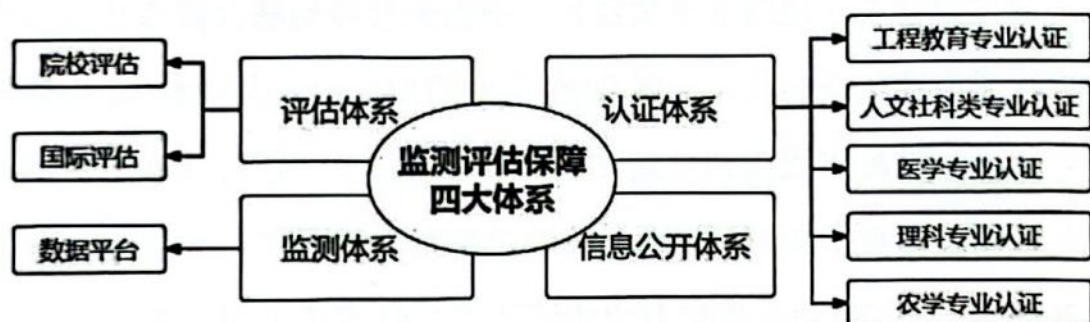 院校评估
国际评估
数据平台
评估体系
监测体系
监测评估保障
四大体系
认证体系
信息公开体系
工程教育专业认证
人文社科类专业认证
医学专业认证
理科专业认证
农学专业认证